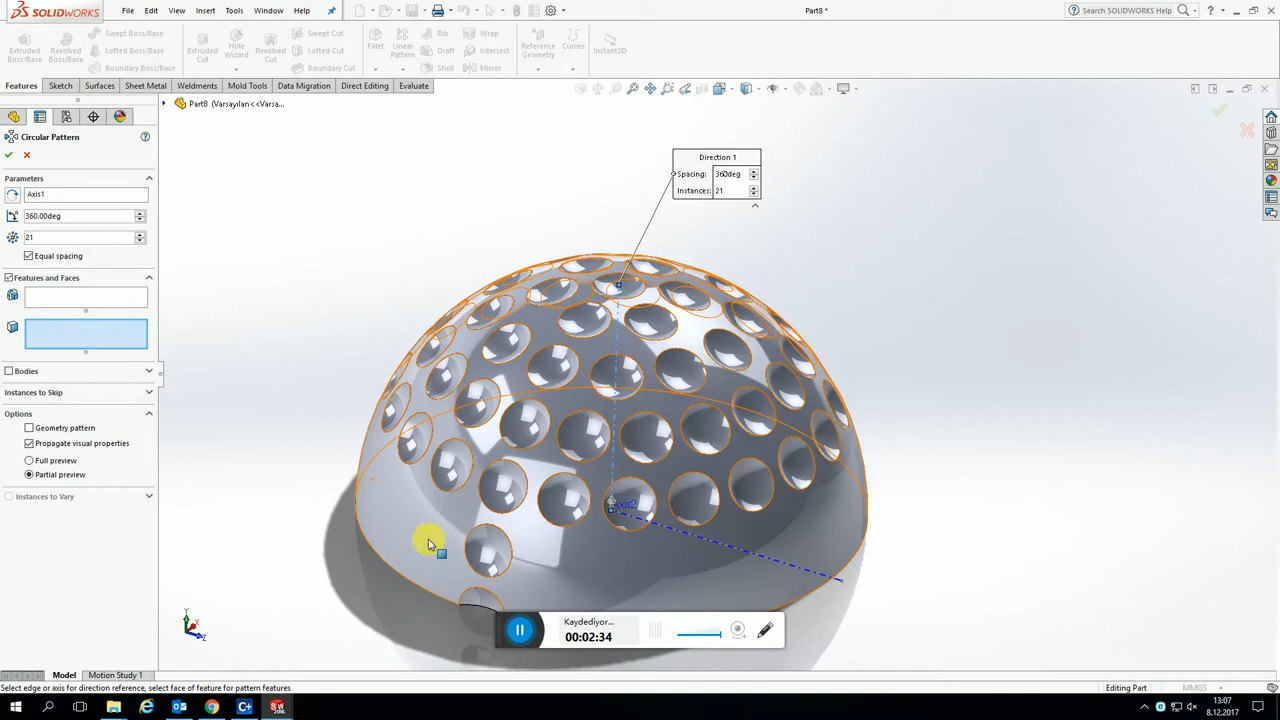 SOLIDWORKS File Edit View Insert Tools Window Help Part8 * Search SOLIDWORKS Help
Extruded Boss/Base Revolved Boss/Base Swept Boss/Base Lofted Boss/Base Boundary Boss/Base Extruded Cut Hole Wizard Revolved Cut Swept Cut Lofted Cut Boundary Cut Fillet Linear Pattern Rib Draft Shell Wrap Intersect Mirror Reference Geometry Curves Instant3D
Features Sketch Surfaces Sheet Metal Weldments Mold Tools Data Migration Direct Editing Evaluate
Part8 (Varsayılan<<Varsa...
Circular Pattern
Parameters
Axis1
360.00deg
21
Equal spacing
Features and Faces
Bodies
Instances to Skip
Options
Geometry pattern
Propagate visual properties
Full preview
Partial preview
Instances to Vary
Direction 1
Spacing: 360deg
Instances: 21
Axis2
Y
X
Z
Kaydediyor...
00:02:34
Model Motion Study 1
Select edge or axis for direction reference, select face of feature for pattern features Editing Part MMGS
13:07
8.12.2017